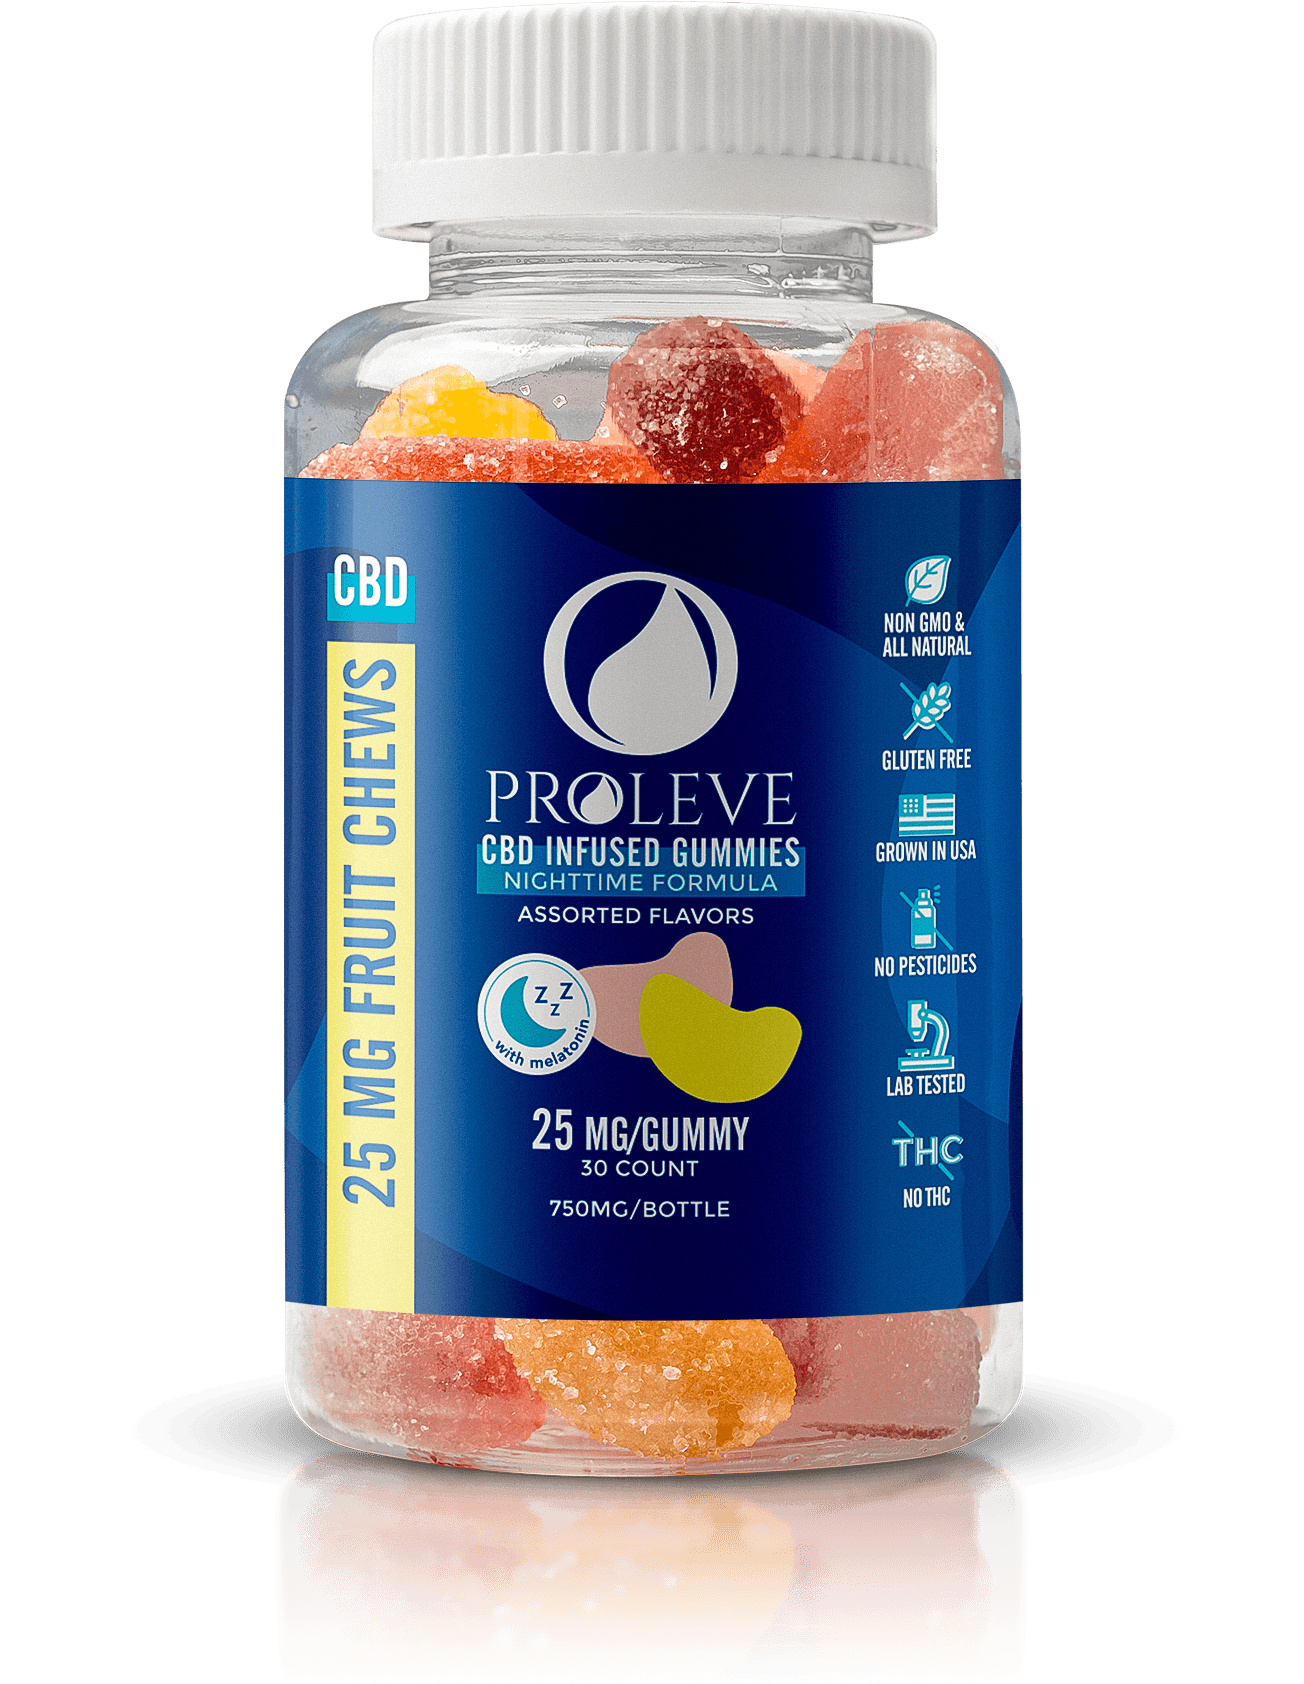 CBD
25 MG FRUIT CHEWS
PROLEVE
CBD INFUSED GUMMIES
NIGHTTIME FORMULA
ASSORTED FLAVORS
Z Z Z
with melatonin
25 MG/GUMMY
30 COUNT
750MG/BOTTLE
NON GMO &
ALL NATURAL
GLUTEN FREE
GROWN IN USA
NO PESTICIDES
LAB TESTED
THC
NO THC